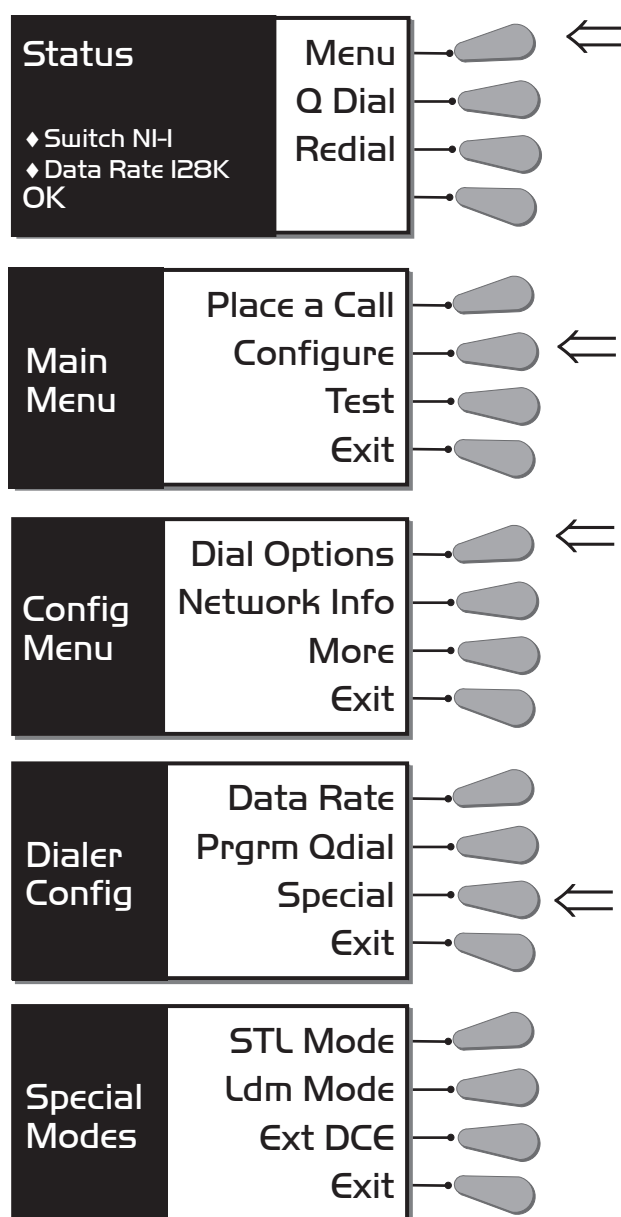 Status
♦ Switch NI-1
♦ Data Rate 128K
OK
Menu
Q Dial
Redial
Main
Menu
Place a Call
Configure
Test
Exit
Config
Menu
Dial Options
Network Info
More
Exit
Dialer
Config
Data Rate
Prgrm Qdial
Special
Exit
Special
Modes
STL Mode
Ldm Mode
Ext DCE
Exit